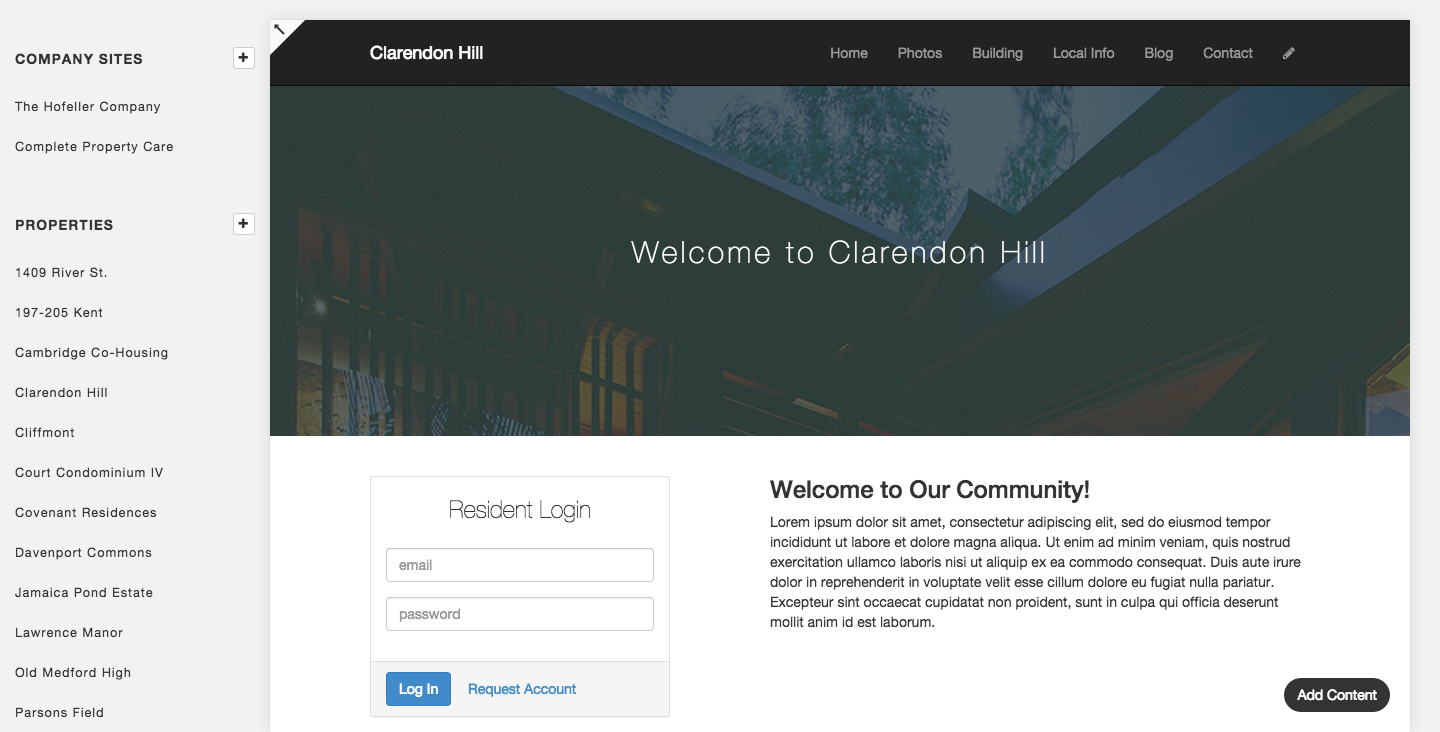 COMPANY SITES
The Hofeller Company
Complete Property Care
PROPERTIES
1409 River St.
197-205 Kent
Cambridge Co-Housing
Clarendon Hill
Cliffmont
Court Condominium IV
Covenant Residences
Davenport Commons
Jamaica Pond Estate
Lawrence Manor
Old Medford High
Parsons Field
Clarendon Hill
Home Photos Building Local Info Blog Contact
Welcome to Clarendon Hill
Resident Login
email
password
Log In Request Account
Welcome to Our Community!
Lorem ipsum dolor sit amet, consectetur adipiscing elit, sed do eiusmod tempor
incididunt ut labore et dolore magna aliqua. Ut enim ad minim veniam, quis nostrud
exercitation ullamco laboris nisi ut aliquip ex ea commodo consequat. Duis aute irure
dolor in reprehenderit in voluptate velit esse cillum dolore eu fugiat nulla pariatur.
Excepteur sint occaecat cupidatat non proident, sunt in culpa qui officia deserunt
mollit anim id est laborum.
Add Content